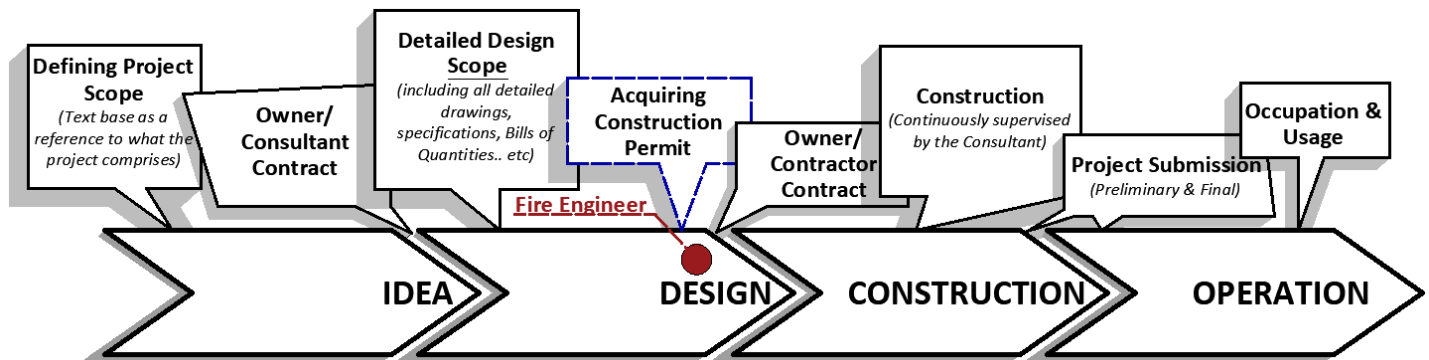 Defining Project
Scope
(Text base as a
reference to what the
project comprises)
Owner/
Consultant
Contract
Detailed Design
Scope
(including all detailed
drawings,
specifications, Bills of
Quantities.. etc)
Acquiring
Construction
Permit
Owner/
Contractor
Contract
Construction
(Continuously supervised
by the Consultant)
Project Submission
(Preliminary & Final)
Occupation &
Usage
Fire Engineer
IDEA
DESIGN
CONSTRUCTION
OPERATION